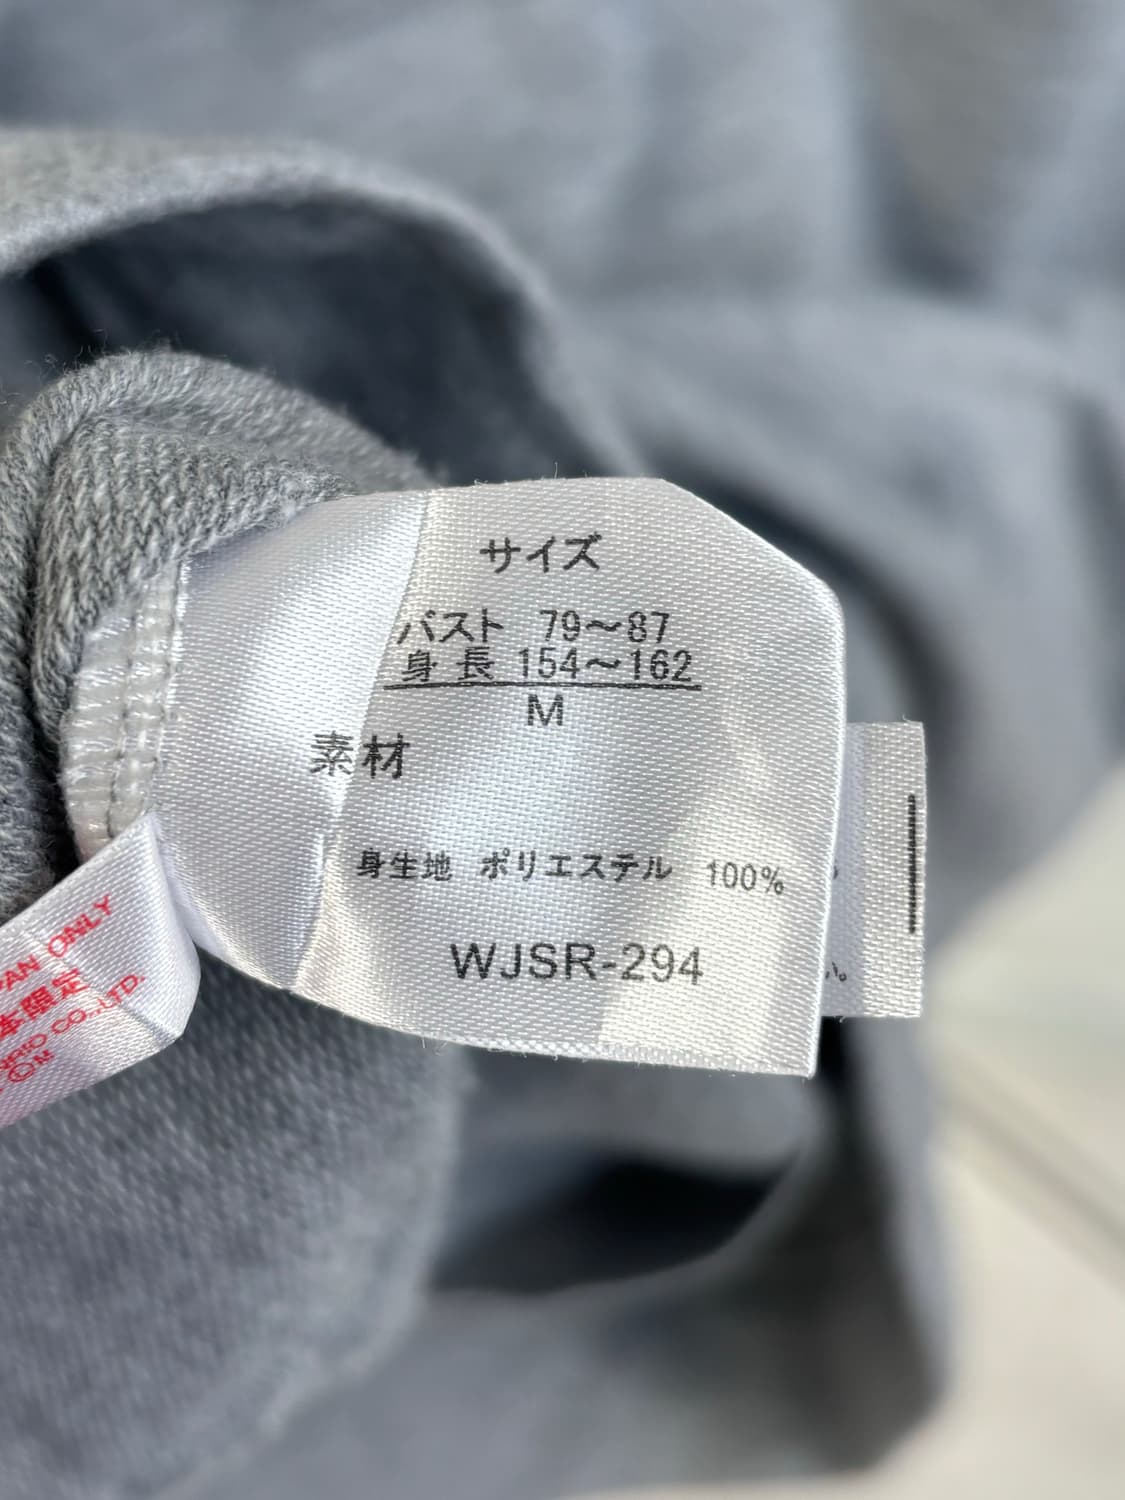 サイズ
バスト 79～87
身長 154～162
M
素材
身生地 ポリエステル 100%
WJSR-294
ONLY
本限定
CO.,LTD.